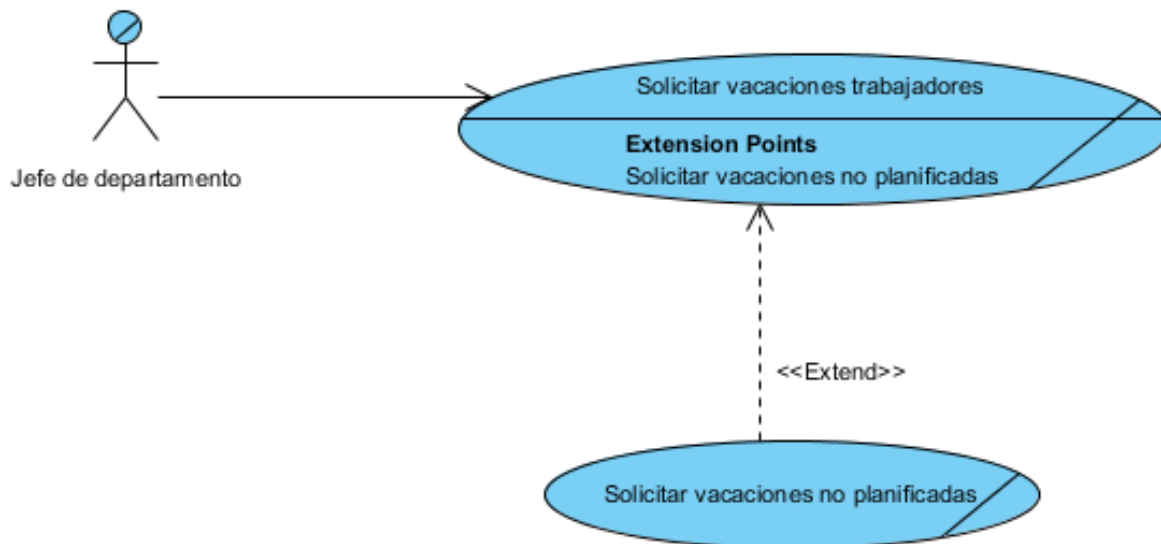 Solicitar vacaciones trabajadores
Extension Points
Solicitar vacaciones no planificadas
Jefe de departamento
<<Extend>>
Solicitar vacaciones no planificadas